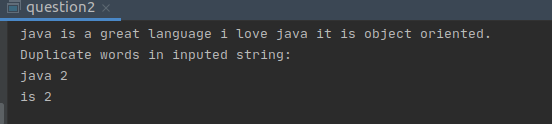 question2
java is a great language i love java it is object oriented.
Duplicate words in inputed string:
java 2
is 2